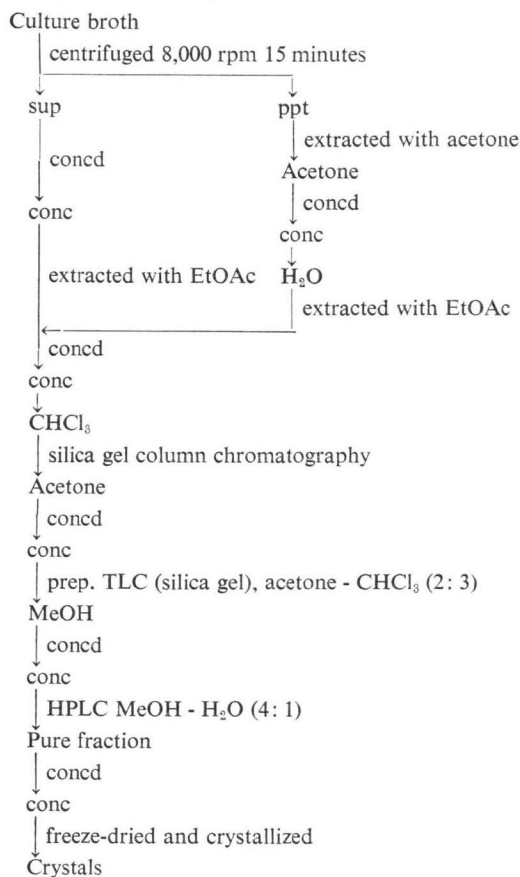 Culture broth
centrifuged 8,000 rpm 15 minutes
sup ppt
extracted with acetone
concd Acetone
concd
conc
conc
extracted with EtOAc H₂O
extracted with EtOAc
concd
conc
CHCl₃
silica gel column chromatography
Acetone
concd
conc
prep. TLC (silica gel), acetone - CHCl₃ (2: 3)
MeOH
concd
conc
HPLC MeOH - H₂O (4: 1)
Pure fraction
concd
conc
freeze-dried and crystallized
Crystals